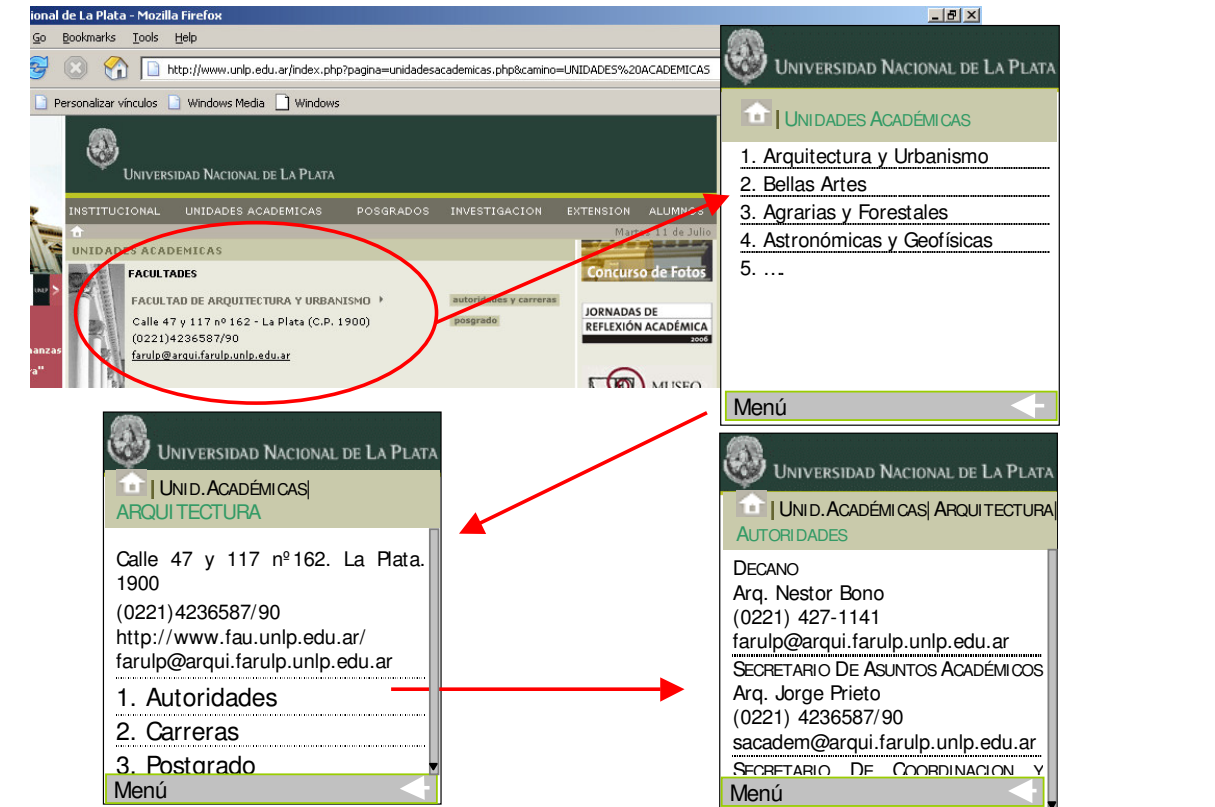 ional de La Plata - Mozilla Firefox
Go Bookmarks Tools Help
http://www.unlp.edu.ar/index.php?pagina=unidadesacademicas.php&camino=UNIDADES%20ACADEMICAS
Personalizar vínculos Windows Media Windows
UNIVERSIDAD NACIONAL DE LA PLATA
INSTITUCIONAL UNIDADES ACADEMICAS POSGRADOS INVESTIGACION EXTENSION ALUMNOS
Martes 11 de Julio
UNIDADES ACADEMICAS
FACULTADES
FACULTAD DE ARQUITECTURA Y URBANISMO
Calle 47 y 117 nº 162 - La Plata (C.P. 1900)
(0221)4236587/90
farulp@arqui.farulp.unlp.edu.ar
autoridades y carreras
posgrado
Concurso de Fotos
JORNADAS DE
REFLEXIÓN ACADÉMICA
2006
MUSEO
UNLP >
anzas
a"
UNIVERSIDAD NACIONAL DE LA PLATA
| UNIDADES ACADÉMICAS
1. Arquitectura y Urbanismo
2. Bellas Artes
3. Agrarias y Forestales
4. Astronómicas y Geofísicas
5. ....
Menú
UNIVERSIDAD NACIONAL DE LA PLATA
| UNID.ACADÉMICAS|
ARQUITECTURA
Calle 47 y 117 nº162. La Plata.
1900
(0221)4236587/90
http://www.fau.unlp.edu.ar/
farulp@arqui.farulp.unlp.edu.ar
1. Autoridades
2. Carreras
3. Postgrado
Menú
UNIVERSIDAD NACIONAL DE LA PLATA
| UNID.ACADÉMICAS| ARQUITECTURA|
AUTORIDADES
DECANO
Arq. Nestor Bono
(0221) 427-1141
farulp@arqui.farulp.unlp.edu.ar
SECRETARIO DE ASUNTOS ACADÉMICOS
Arq. Jorge Prieto
(0221) 4236587/90
sacadem@arqui.farulp.unlp.edu.ar
SECRETARIO DE COORDINACION Y
Menú